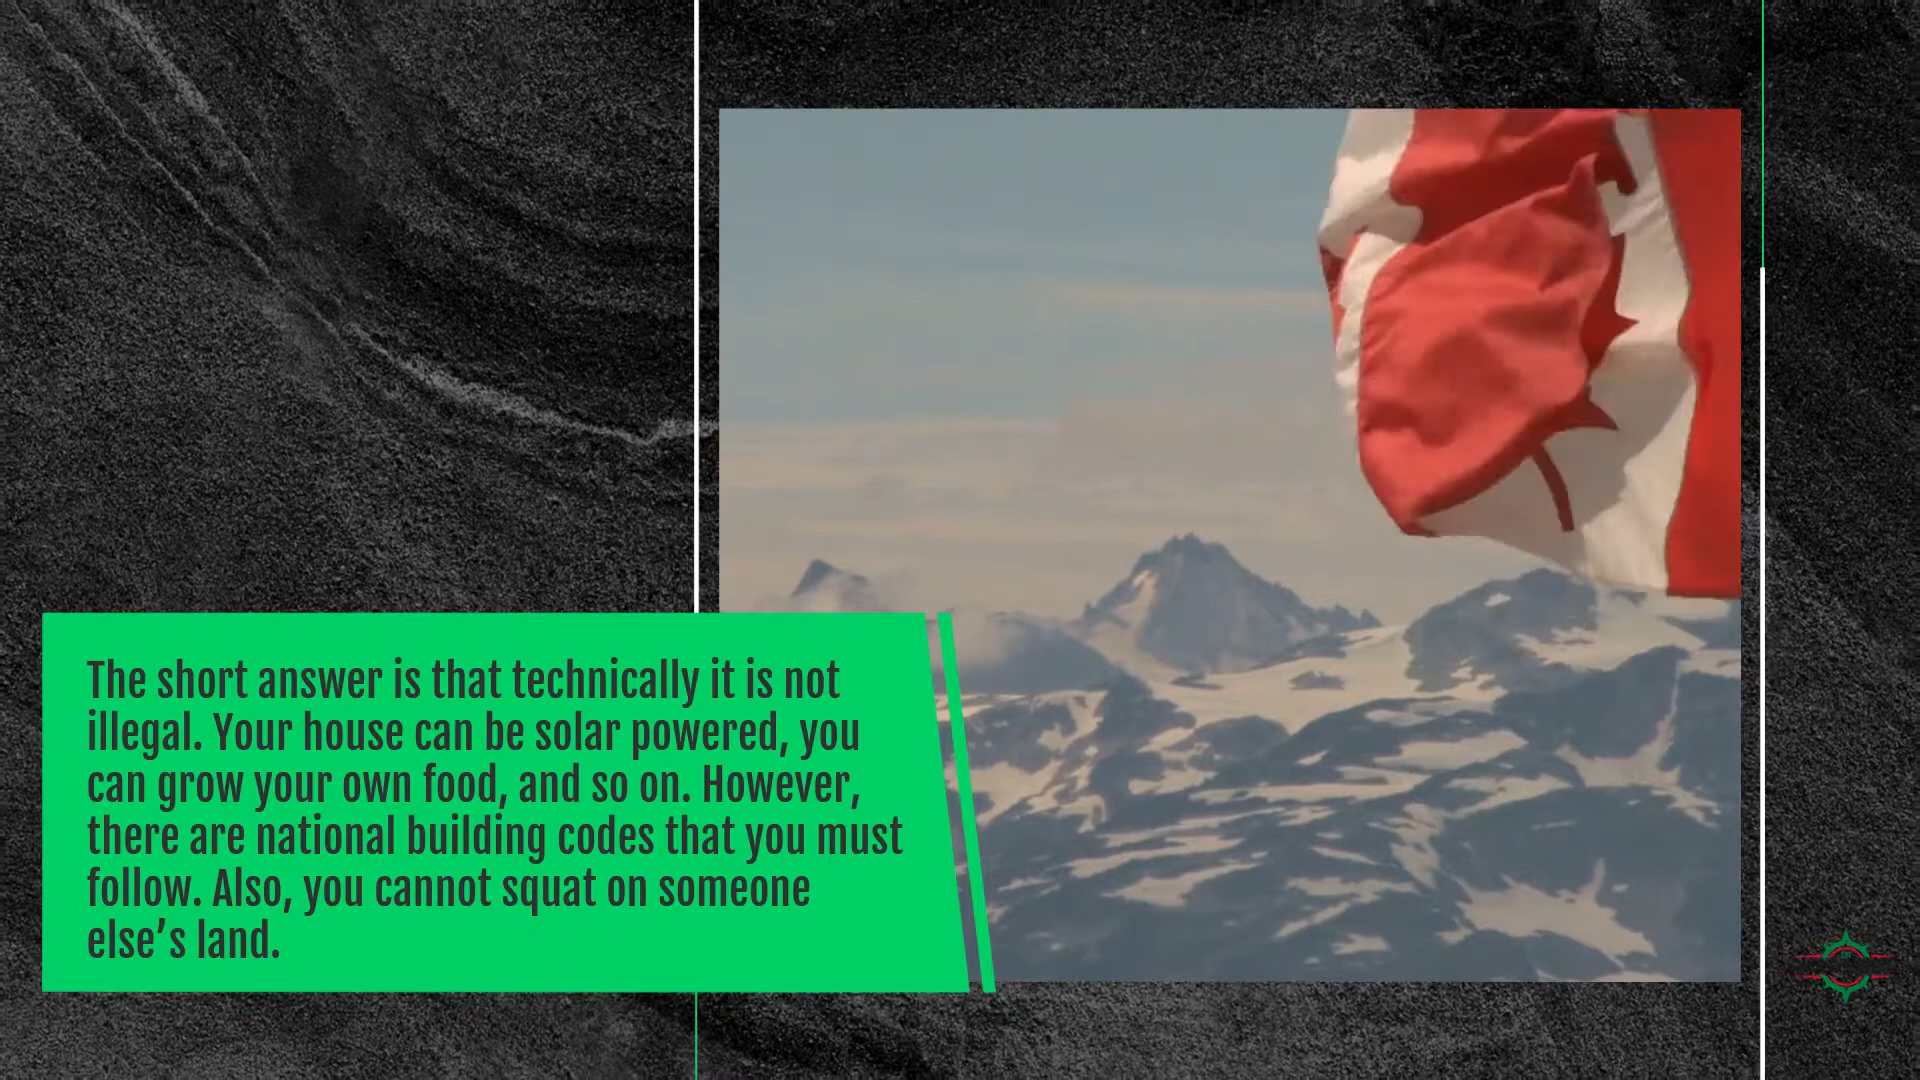 The short answer is that technically it is not
illegal. Your house can be solar powered, you
can grow your own food, and so on. However,
there are national building codes that you must
follow. Also, you cannot squat on someone
else’s land.